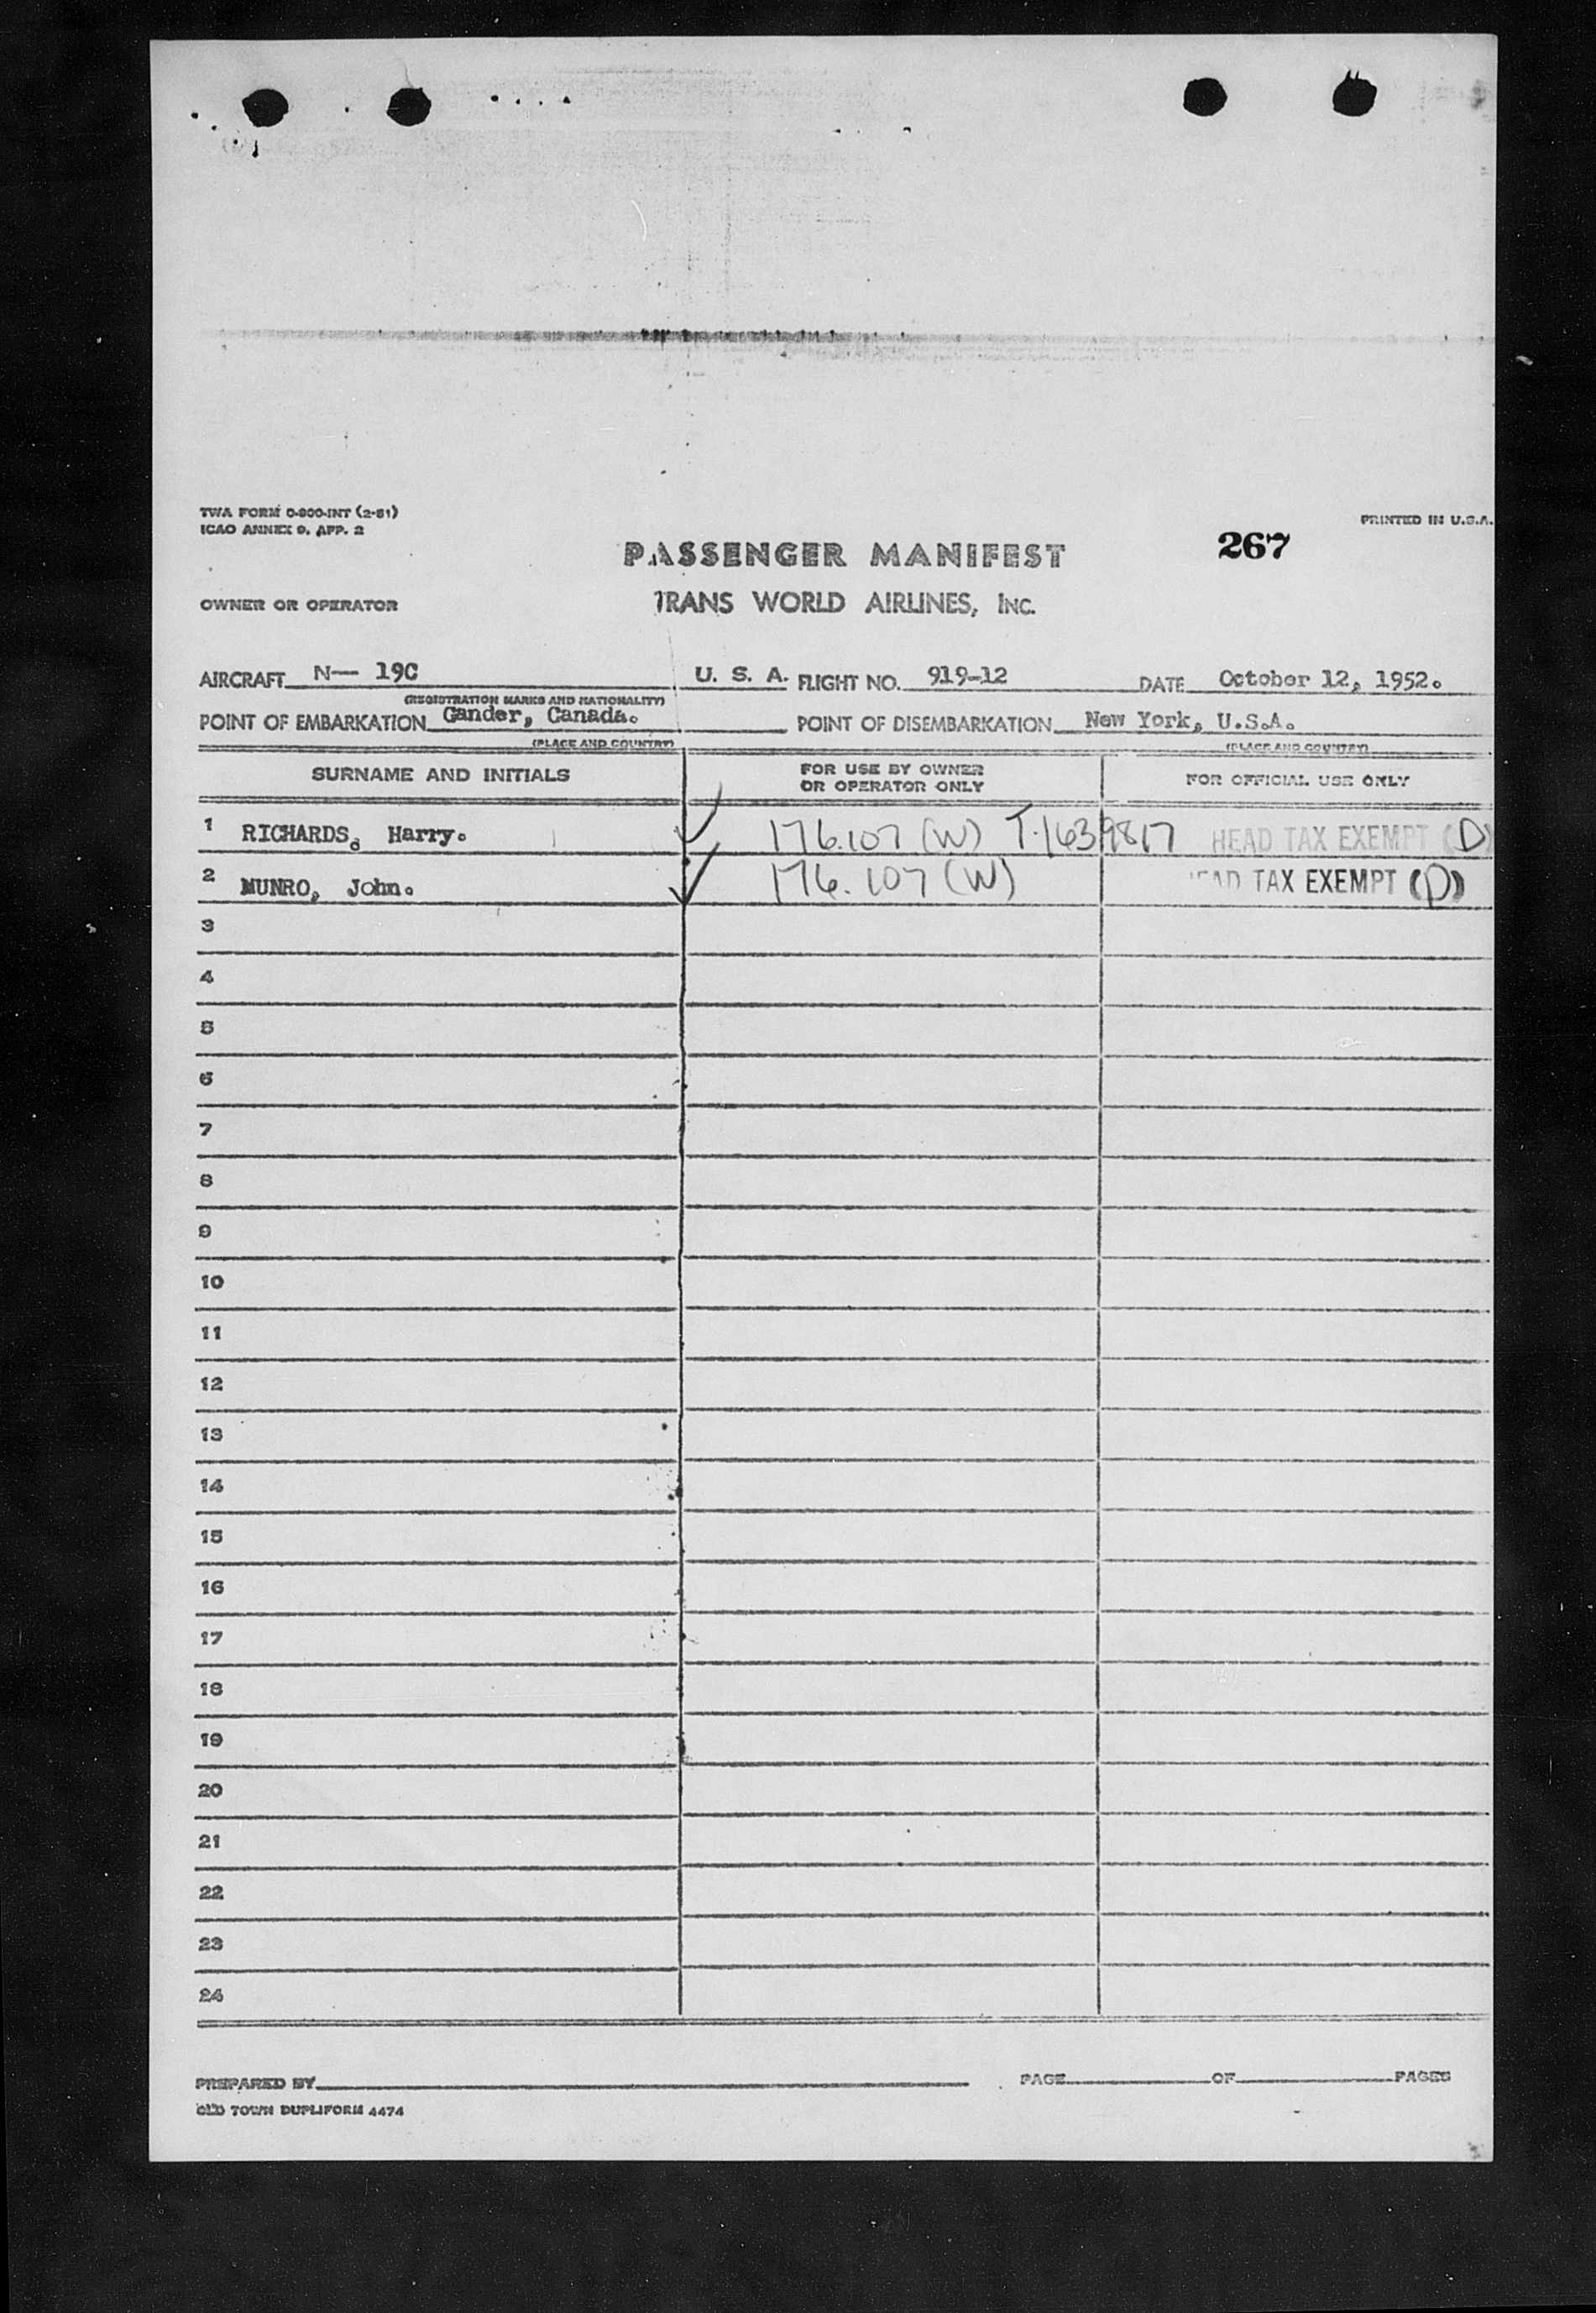 TWA FORM 0-800-INT (2-51)
ICAO ANNEX 9, APP. 2
PRINTED IN U.S.A.
PASSENGER MANIFEST
267
OWNER OR OPERATOR TRANS WORLD AIRLINES, INC.
AIRCRAFT N— 19C U. S. A. FLIGHT NO. 919-12 DATE October 12, 1952.
(REGISTRATION MARKS AND NATIONALITY)
POINT OF EMBARKATION Gander, Canada. POINT OF DISEMBARKATION New York, U.S.A.
(PLACE AND COUNTRY) (PLACE AND COUNTRY)
SURNAME AND INITIALS FOR USE BY OWNER OR OPERATOR ONLY FOR OFFICIAL USE ONLY
1 RICHARDS, Harry. 176.107 (W) T-1639817 HEAD TAX EXEMPT (D)
2 MUNRO, John. 176.107 (W) HEAD TAX EXEMPT (D)
3
4
5
6
7
8
9
10
11
12
13
14
15
16
17
18
19
20
21
22
23
24
PREPARED BY PAGE OF PAGES
OLD TOWN DUPLIFORM 4474